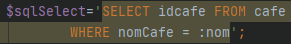 $sqlSelect='SELECT idcafe FROM cafe
WHERE nomCafe = :nom';